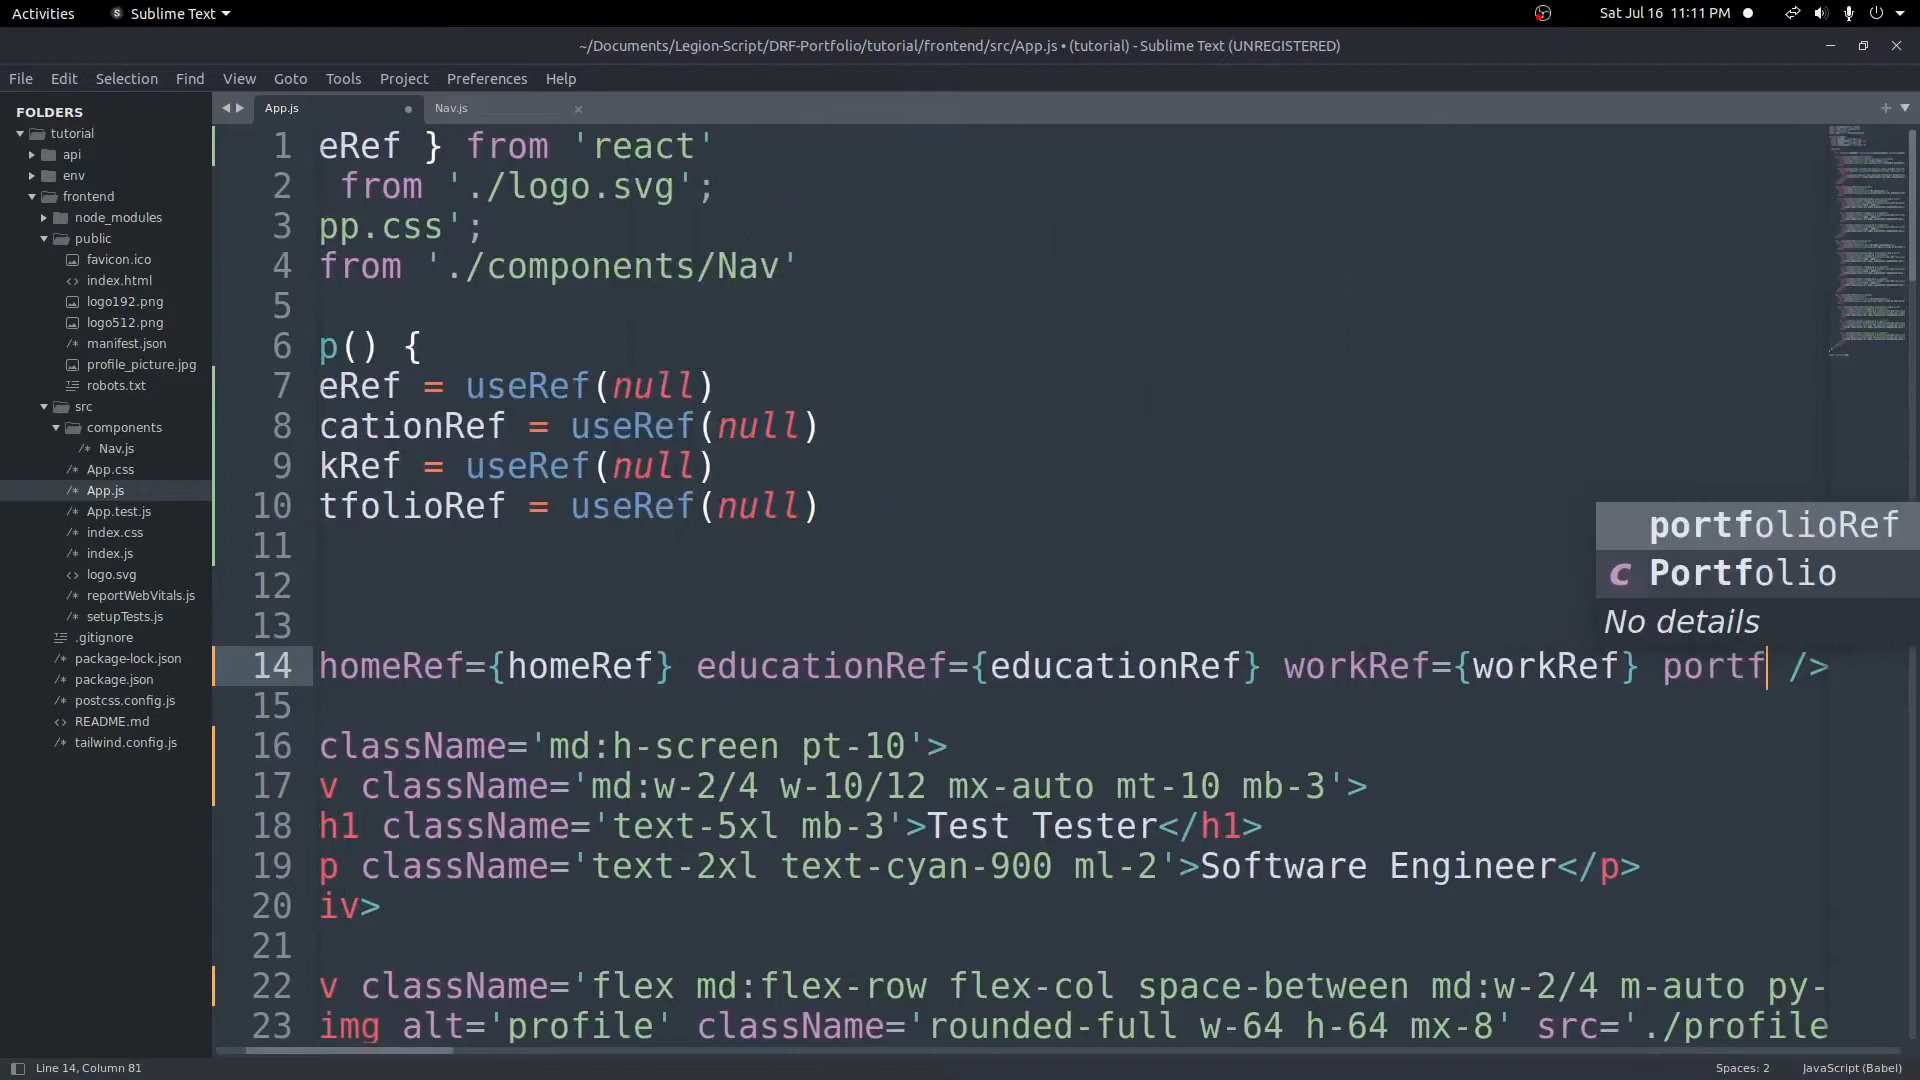 Activities
Sublime Text
Sat Jul 16 11:11 PM
~/Documents/Legion-Script/DRF-Portfolio/tutorial/frontend/src/App.js • (tutorial) - Sublime Text (UNREGISTERED)
File Edit Selection Find View Goto Tools Project Preferences Help
FOLDERS
tutorial
api
env
frontend
node_modules
public
favicon.ico
<> index.html
logo192.png
logo512.png
manifest.json
profile_picture.jpg
robots.txt
src
components
/* Nav.js
/* App.css
/* App.js
/* App.test.js
/* index.css
/* index.js
<> logo.svg
/* reportWebVitals.js
/* setupTests.js
.gitignore
/* package-lock.json
/* package.json
/* postcss.config.js
<> README.md
/* tailwind.config.js
App.js
Nav.js
1 eRef } from 'react'
2 from './logo.svg';
3 pp.css';
4 from './components/Nav'
5
6 p() {
7 eRef = useRef(null)
8 cationRef = useRef(null)
9 kRef = useRef(null)
10 tfolioRef = useRef(null)
11
12
13
14 homeRef={homeRef} educationRef={educationRef} workRef={workRef} portf />
15
16 className='md:h-screen pt-10'>
17 v className='md:w-2/4 w-10/12 mx-auto mt-10 mb-3'>
18 h1 className='text-5xl mb-3'>Test Tester</h1>
19 p className='text-2xl text-cyan-900 ml-2'>Software Engineer</p>
20 iv>
21
22 v className='flex md:flex-row flex-col space-between md:w-2/4 m-auto py-
23 img alt='profile' className='rounded-full w-64 h-64 mx-8' src='./profile
portfolioRef
c Portfolio
No details
Line 14, Column 81
Spaces: 2
JavaScript (Babel)